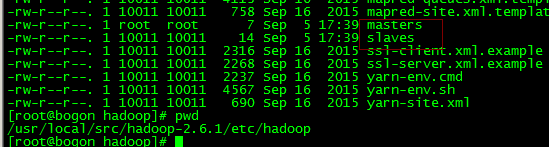 -rw-r--r--. 1 10011 10011 4113 Sep 16 2015 mapred-queues.xml.temp
-rw-r--r--. 1 10011 10011 758 Sep 16 2015 mapred-site.xml.templat
-rw-r--r--. 1 root root 7 Sep 5 17:39 masters
-rw-r--r--. 1 10011 10011 14 Sep 5 17:39 slaves
-rw-r--r--. 1 10011 10011 2316 Sep 16 2015 ssl-client.xml.example
-rw-r--r--. 1 10011 10011 2268 Sep 16 2015 ssl-server.xml.example
-rw-r--r--. 1 10011 10011 2237 Sep 16 2015 yarn-env.cmd
-rw-r--r--. 1 10011 10011 4567 Sep 16 2015 yarn-env.sh
-rw-r--r--. 1 10011 10011 690 Sep 16 2015 yarn-site.xml
[root@bogon hadoop]# pwd
/usr/local/src/hadoop-2.6.1/etc/hadoop
[root@bogon hadoop]#